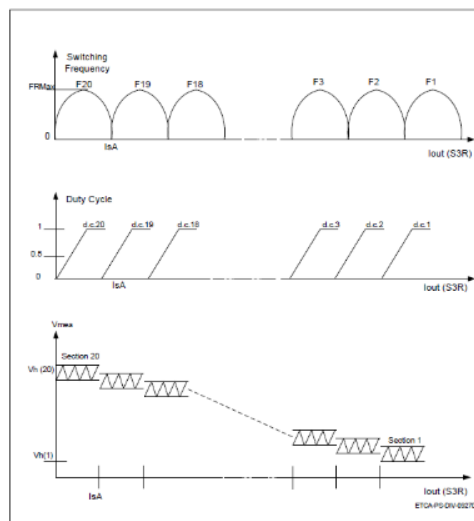 Switching
Frequency
FRMax
F20 F19 F18 F3 F2 F1
0
IsA
Iout (S3R)
Duty Cycle
1
d.c.20 d.c.19 d.c.18 d.c.3 d.c.2 d.c.1
0.5
0
IsA
Iout (S3R)
Vmea
Section 20
Vh (20)
Section 1
Vh(1)
IsA
Iout
(S3R)